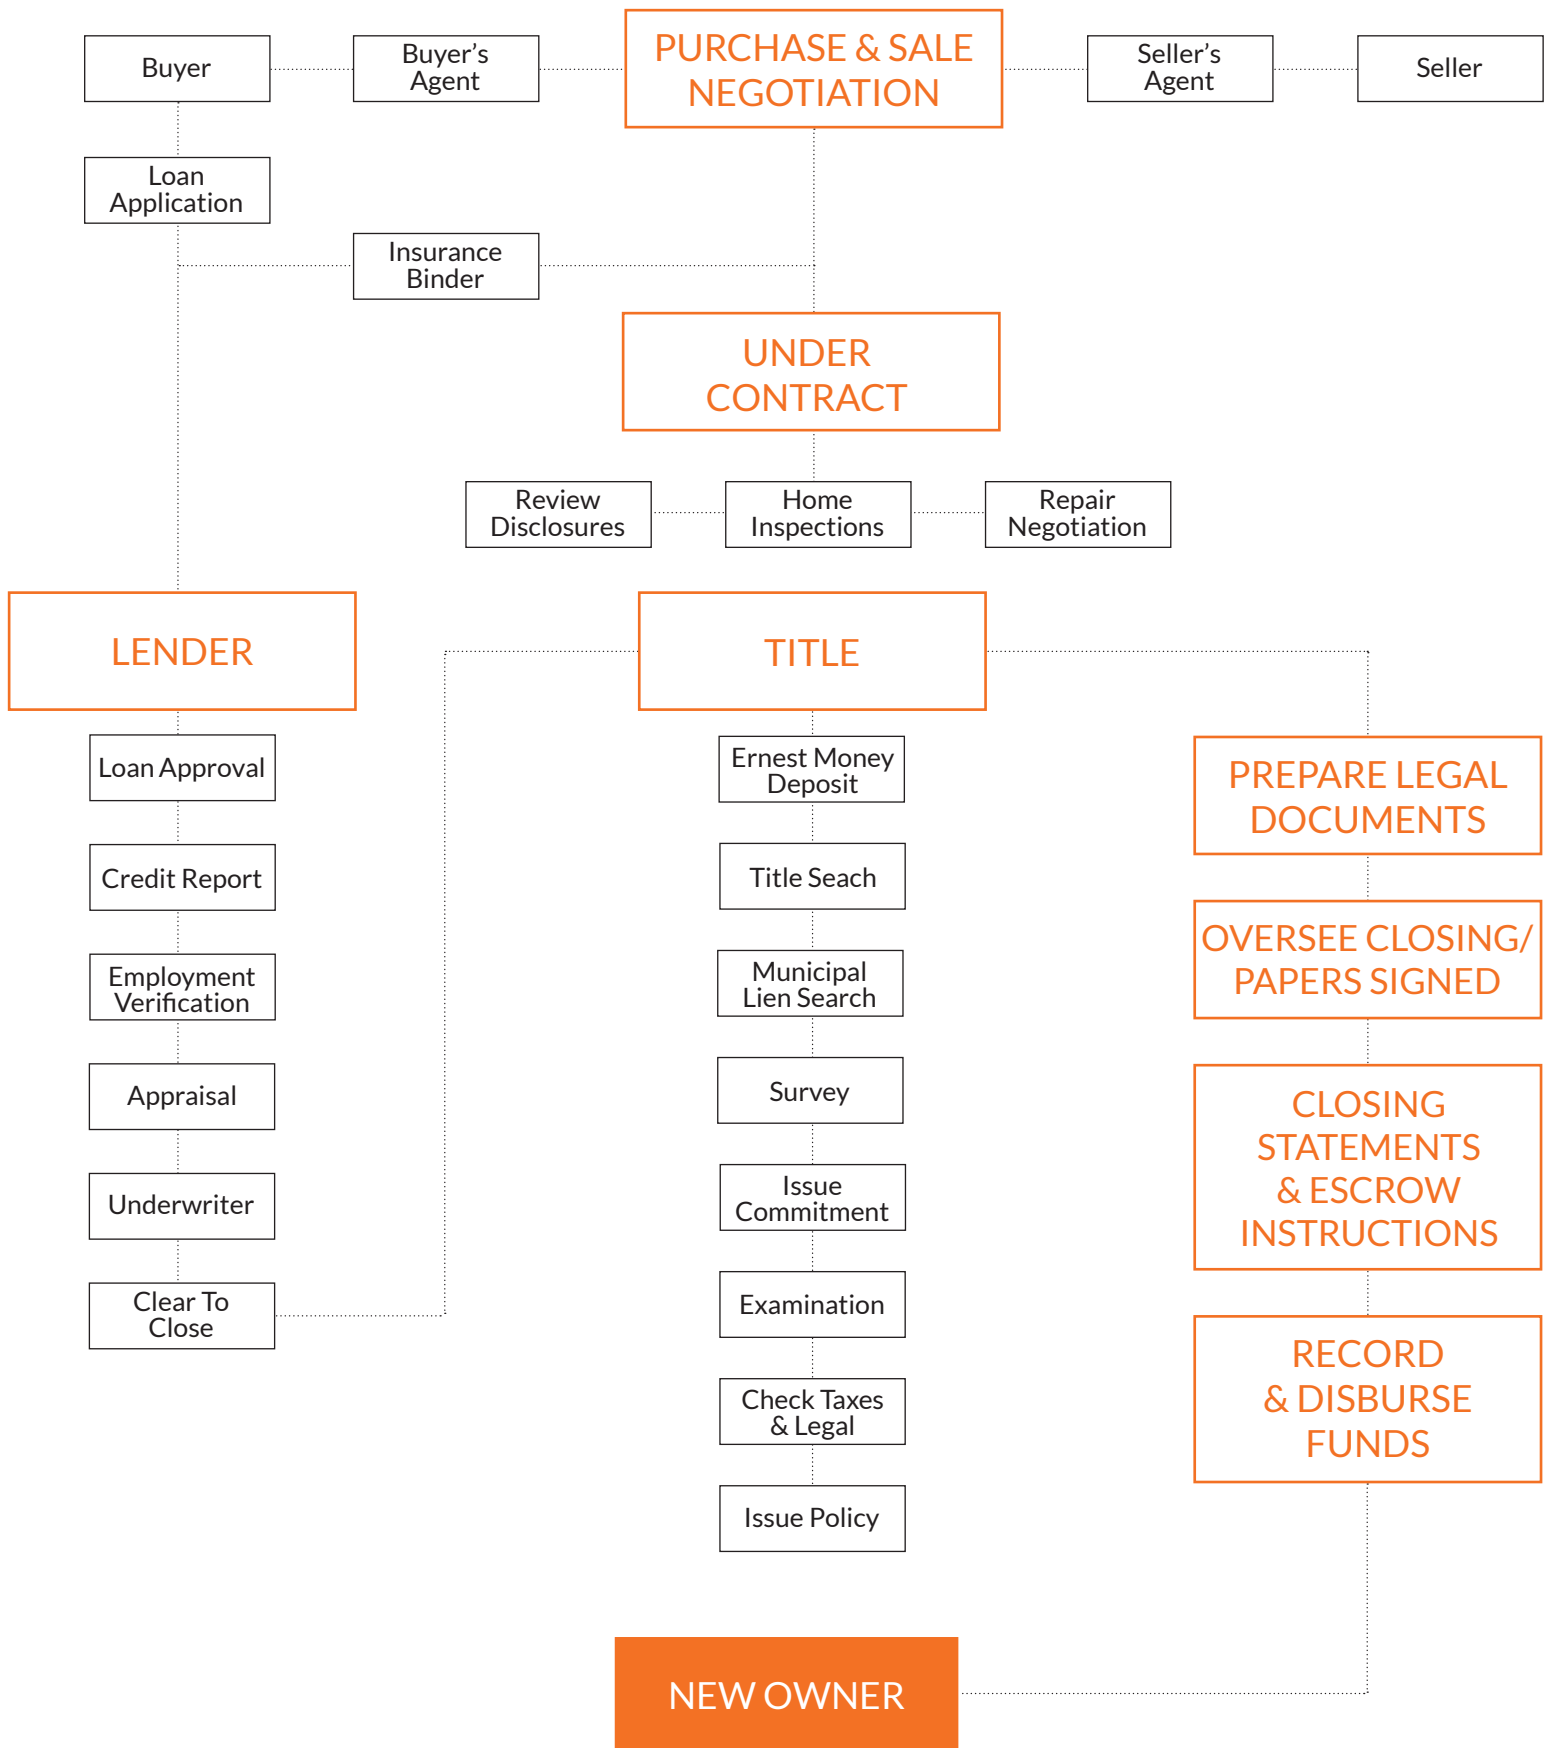 Buyer
Buyer’s
Agent
PURCHASE & SALE
NEGOTIATION
Seller’s
Agent
Seller
Loan
Application
Insurance
Binder
UNDER
CONTRACT
Review
Disclosures
Home
Inspections
Repair
Negotiation
LENDER
TITLE
Loan Approval
Credit Report
Employment
Verification
Appraisal
Underwriter
Clear To
Close
Ernest Money
Deposit
Title Seach
Municipal
Lien Search
Survey
Issue
Commitment
Examination
Check Taxes
& Legal
Issue Policy
PREPARE LEGAL
DOCUMENTS
OVERSEE CLOSING/
PAPERS SIGNED
CLOSING
STATEMENTS
& ESCROW
INSTRUCTIONS
RECORD
& DISBURSE
FUNDS
NEW OWNER